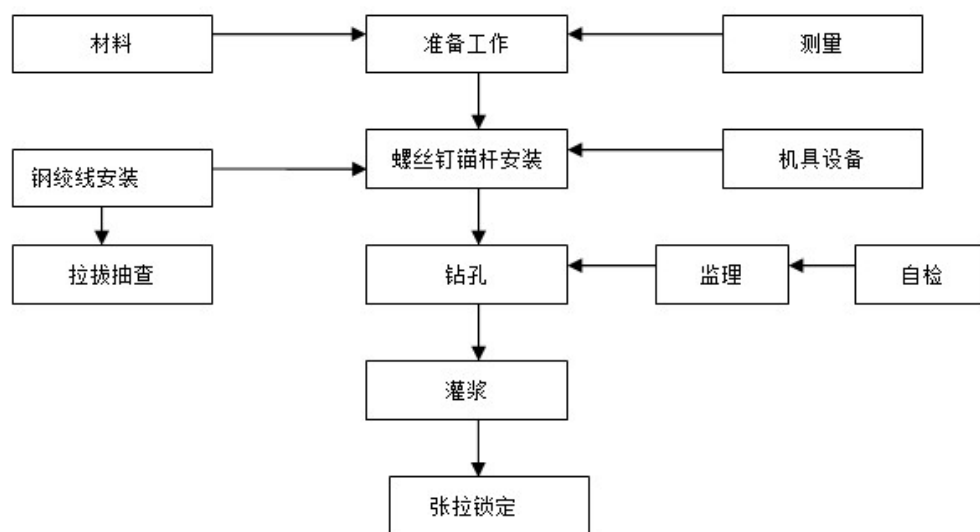 材料
准备工作
测量
钢绞线安装
螺丝钉锚杆安装
机具设备
拉拔抽查
钻孔
监理
自检
灌浆
张拉锁定